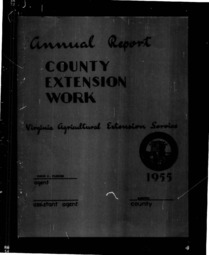 Annual Report
COUNTY
EXTENSION
WORK
Virginia Agricultural Extension Service
1955
agent
assistant agent
county